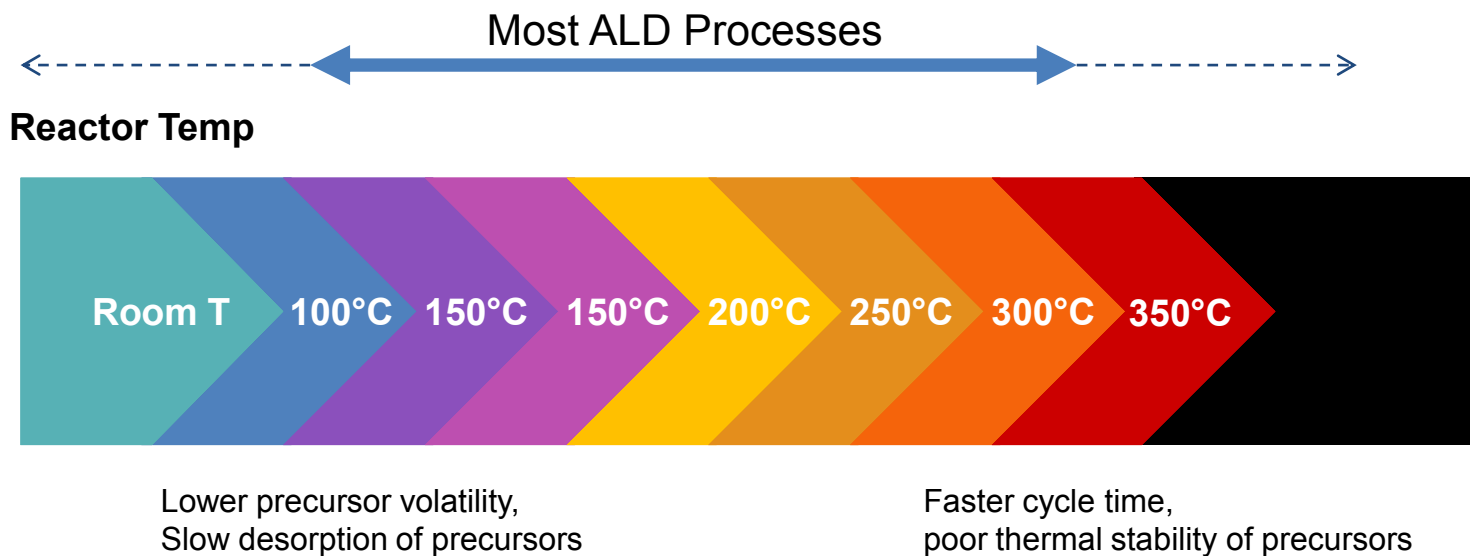 Most ALD Processes
Reactor Temp
Room T
100°C
150°C
150°C
200°C
250°C
300°C
350°C
Lower precursor volatility,
Slow desorption of precursors
Faster cycle time,
poor thermal stability of precursors